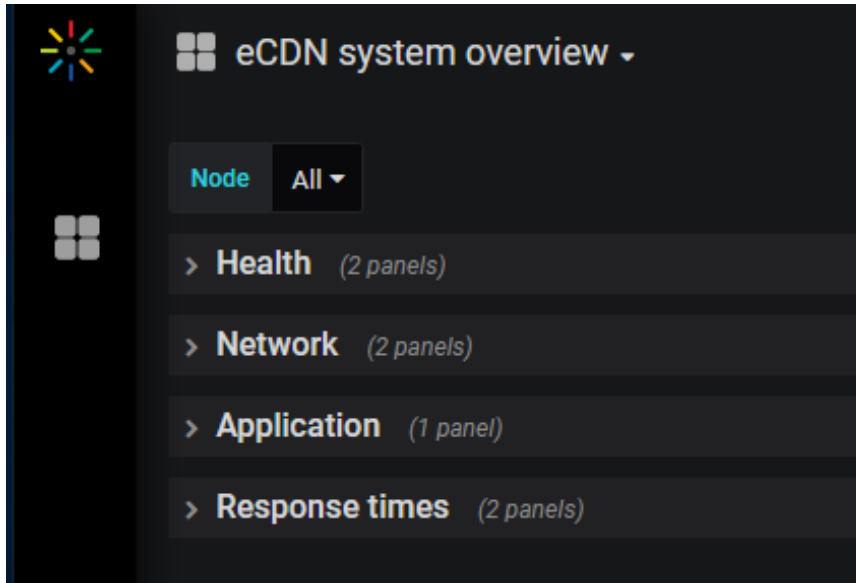 eCDN system overview
Node All
Health (2 panels)
Network (2 panels)
Application (1 panel)
Response times (2 panels)